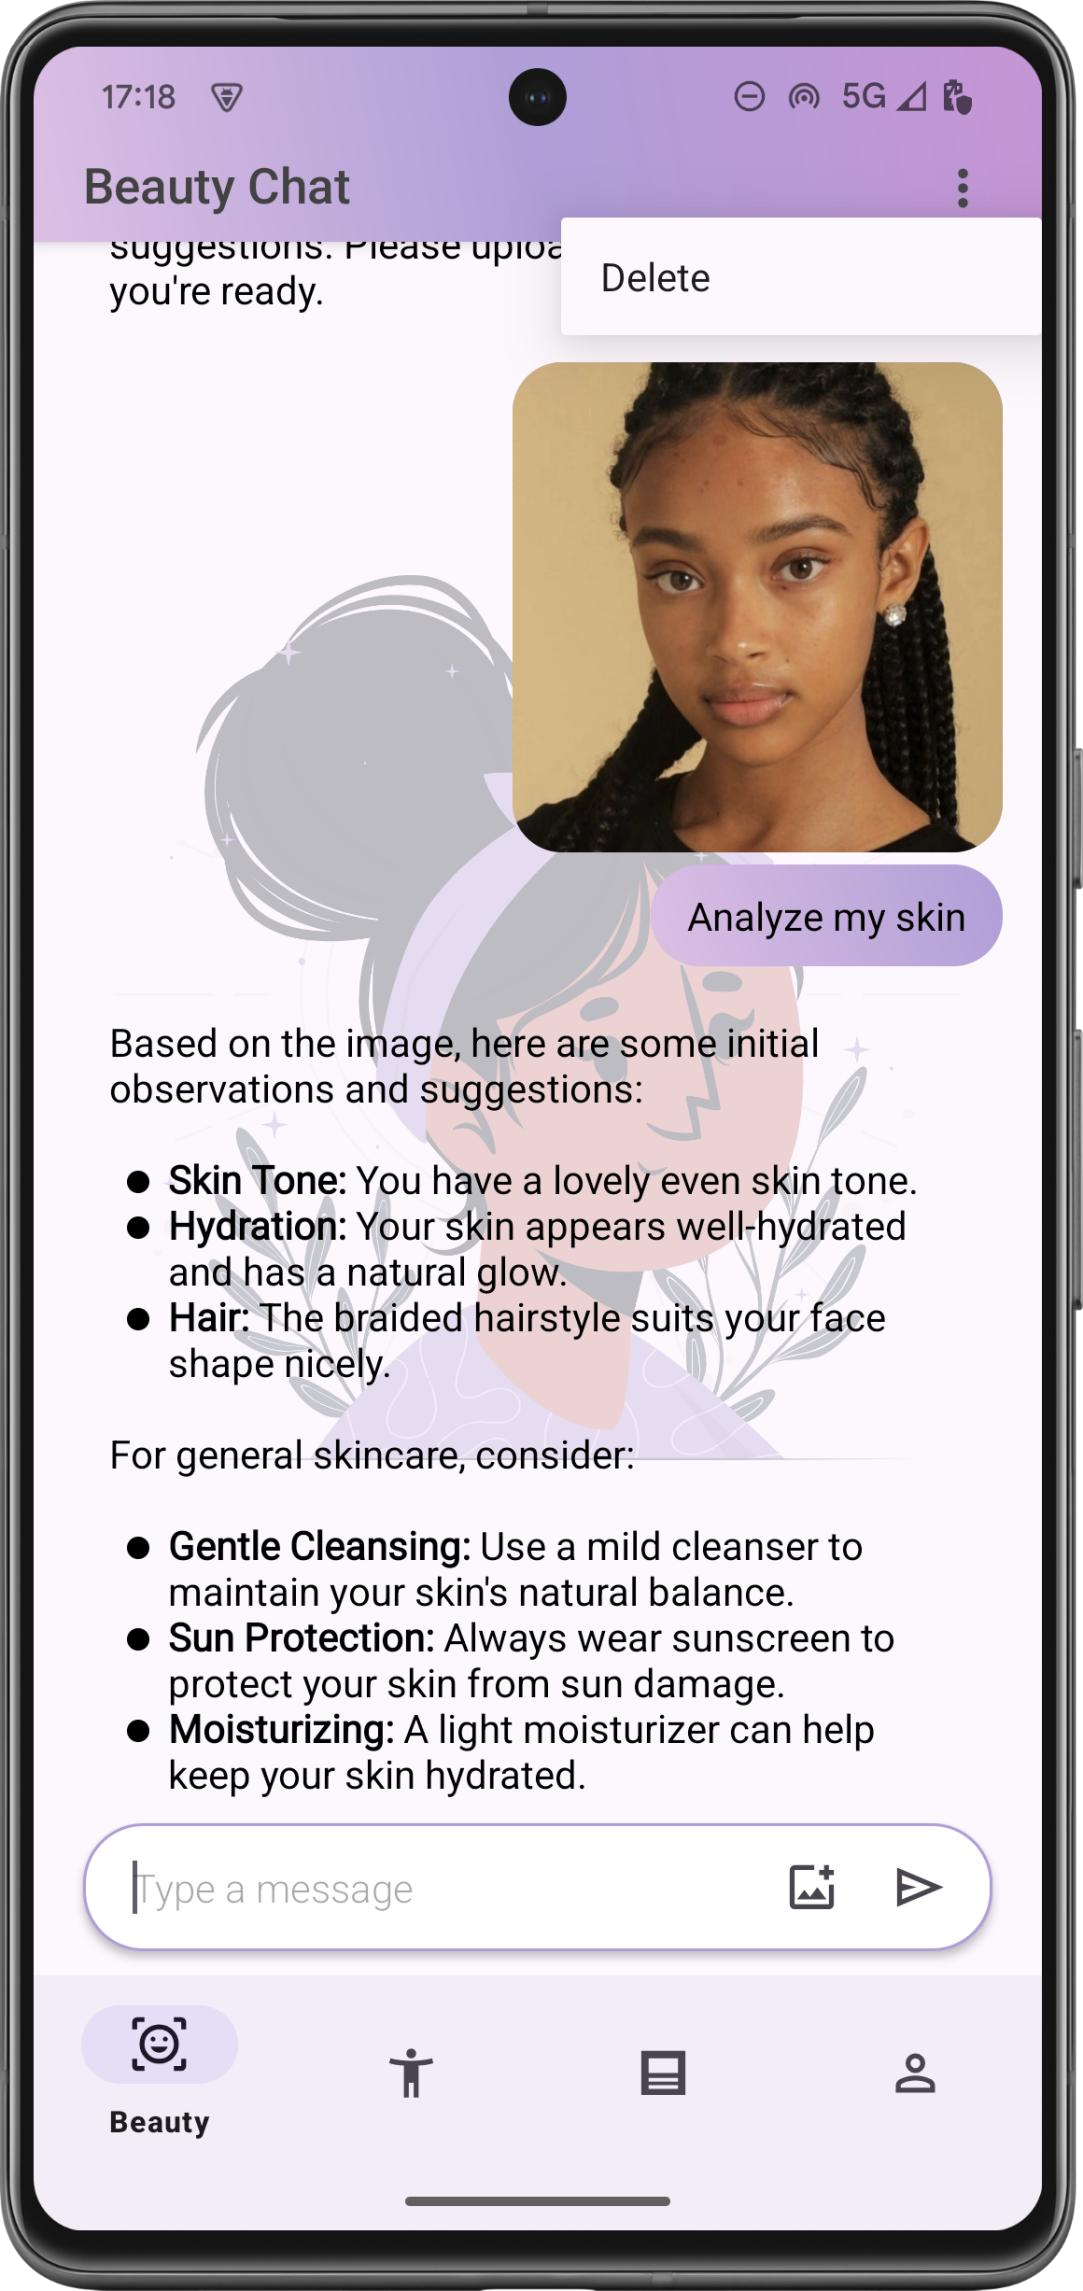 17:18
5G
Beauty Chat
Delete
suggestions. Please uploa
you're ready.
Analyze my skin
Based on the image, here are some initial
observations and suggestions:
Skin Tone: You have a lovely even skin tone.
Hydration: Your skin appears well-hydrated
and has a natural glow.
Hair: The braided hairstyle suits your face
shape nicely.
For general skincare, consider:
Gentle Cleansing: Use a mild cleanser to
maintain your skin's natural balance.
Sun Protection: Always wear sunscreen to
protect your skin from sun damage.
Moisturizing: A light moisturizer can help
keep your skin hydrated.
Type a message
Beauty